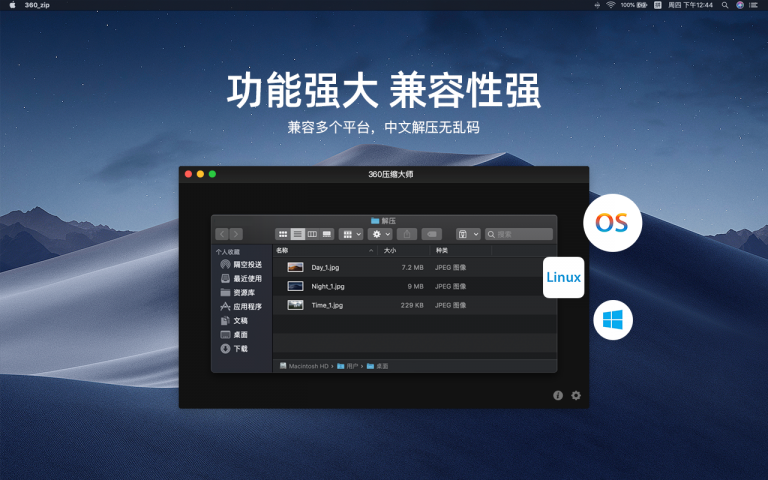 360_zip
100%
周四 下午12:44
功能强大 兼容性强
兼容多个平台，中文解压无乱码
360压缩大师
解压
搜索
个人收藏
隔空投送
最近使用
资源库
应用程序
文稿
桌面
下载
名称 大小 种类
Day_1.jpg 7.2 MB JPEG 图像
Night_1.jpg 9 MB JPEG 图像
Time_1.jpg 229 KB JPEG 图像
Macintosh HD › 用户 › 桌面
OS
Linux